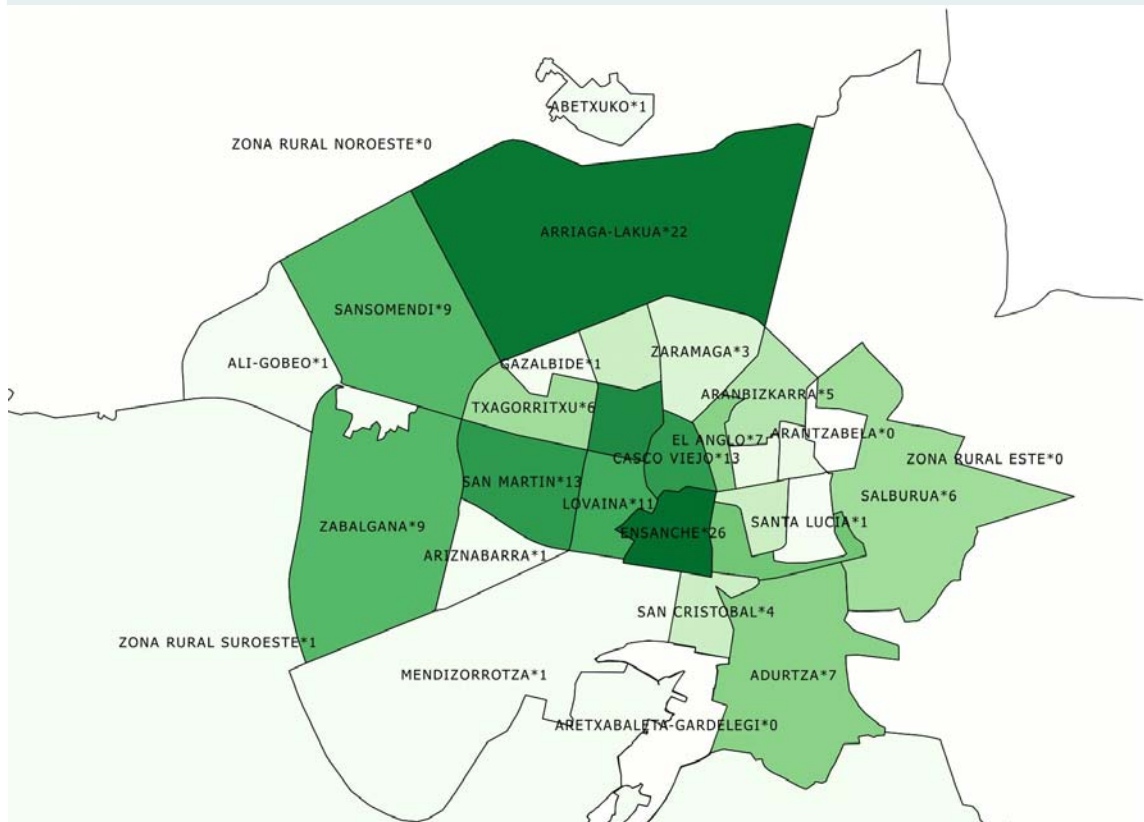 ABETXUKO*1
ZONA RURAL NOROESTE*0
ARRIAGA-LAKUA*22
SANSOMENDI*9
ALI-GOBEO*1
GAZALBIDE*1
ZARAMAGA*3
TXAGORRITXU*6
ARANBIZKARRA*5
ARANTZABELA*0
EL ANGLO*7
CASCO VIEJO*13
ZONA RURAL ESTE*0
SAN MARTIN*13
SALBURUA*6
LOVAINA*11
ZABALGANA*9
SANTA LUCIA*1
ENSANCHE*26
ARIZNABARRA*1
SAN CRISTOBAL*4
ZONA RURAL SUROESTE*1
MENDIZORROTZA*1
ADURTZA*7
ARETXABALETA-GARDELEGI*0